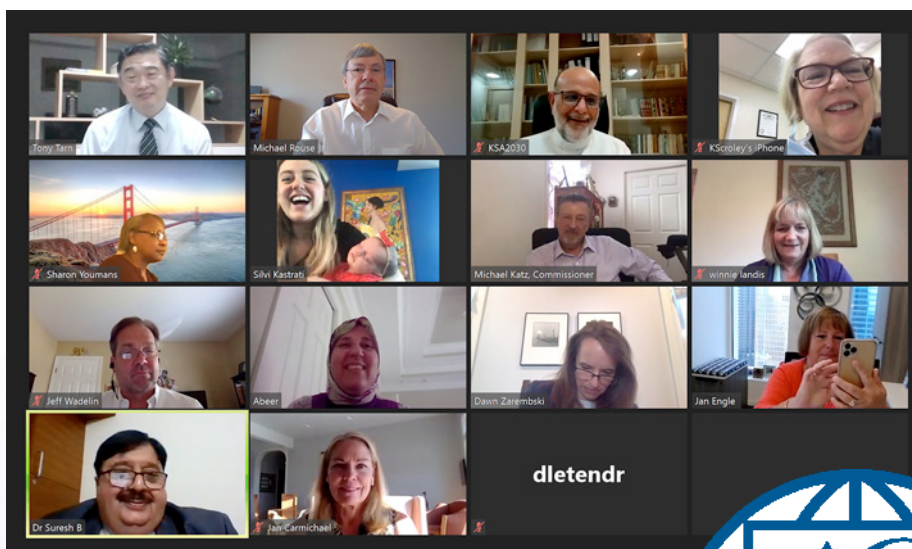 Tony Tarn
Michael Rouse
KSA2030
KScroley's iPhone
Sharon Youmans
Silvi Kastrati
Michael Katz, Commissioner
winnie landis
Jeff Wadelin
Abeer
Dawn Zarembski
Jan Engle
Dr Suresh B
Jan Carmichael
dletendr